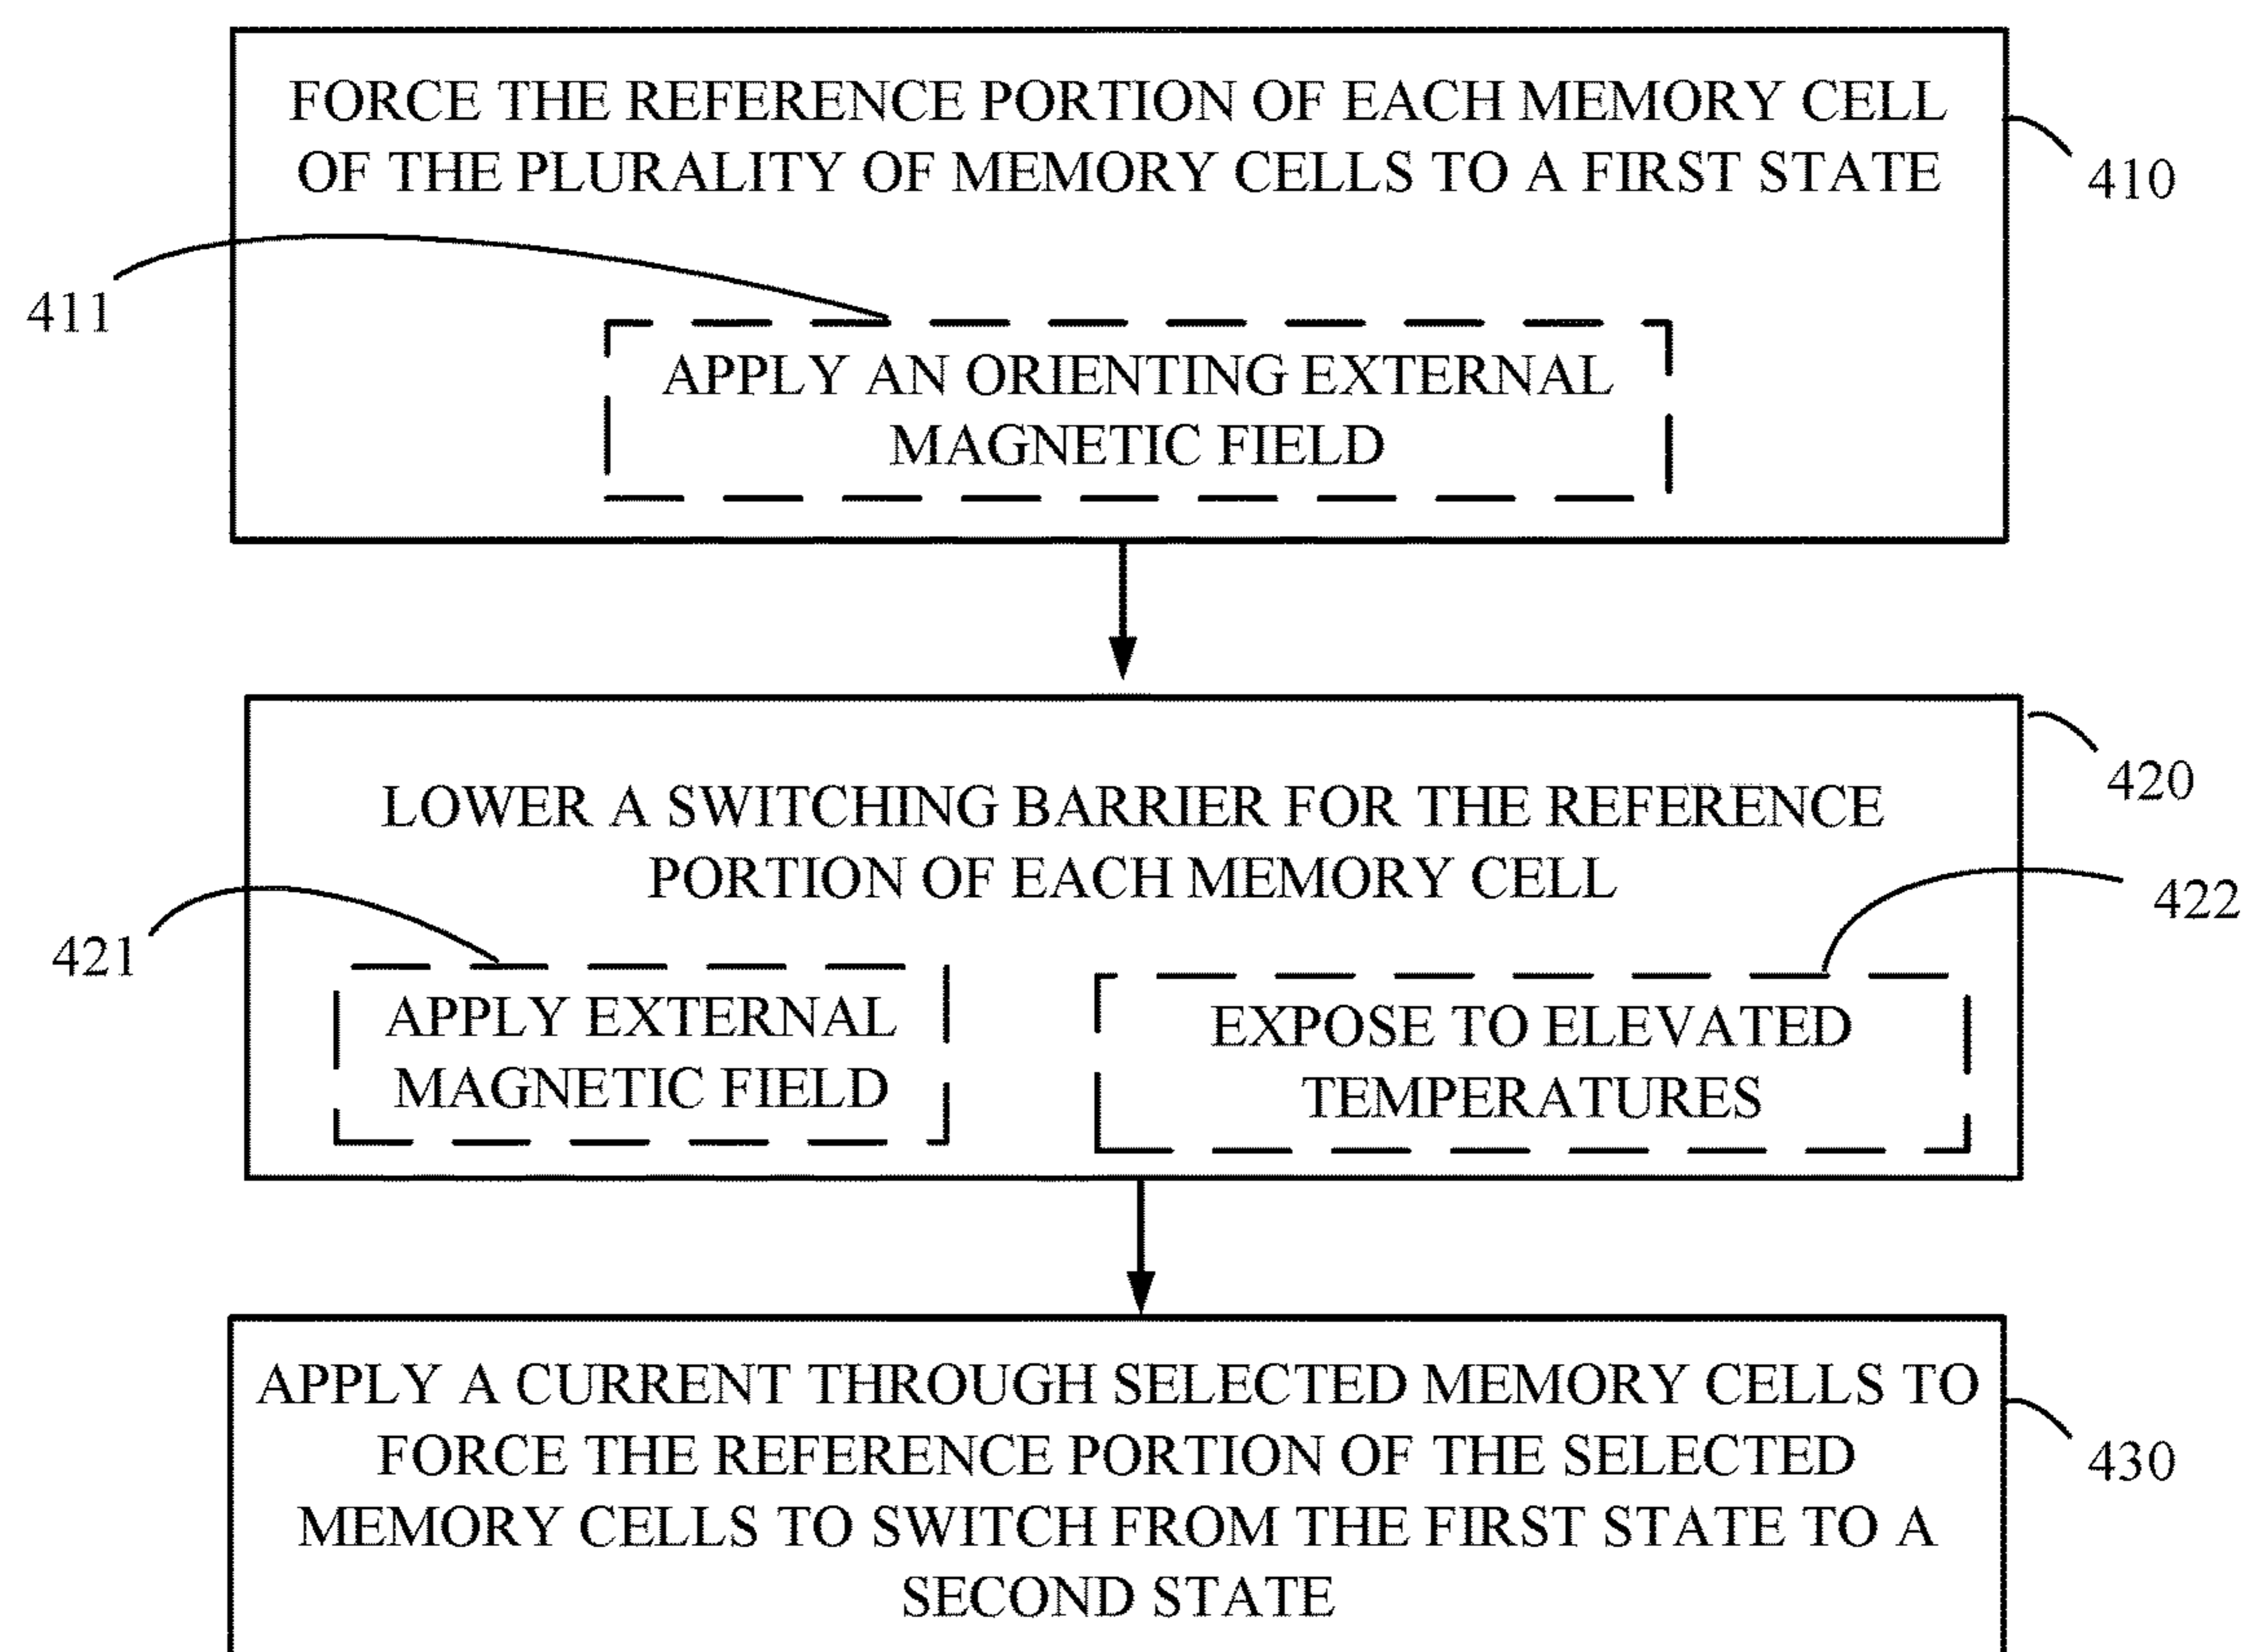 FORCE THE REFERENCE PORTION OF EACH MEMORY CELL
OF THE PLURALITY OF MEMORY CELLS TO A FIRST STATE
410
411
APPLY AN ORIENTING EXTERNAL
MAGNETIC FIELD
420
LOWER A SWITCHING BARRIER FOR THE REFERENCE
PORTION OF EACH MEMORY CELL
422
421
APPLY EXTERNAL
MAGNETIC FIELD
EXPOSE TO ELEVATED
TEMPERATURES
APPLY A CURRENT THROUGH SELECTED MEMORY CELLS TO
FORCE THE REFERENCE PORTION OF THE SELECTED
MEMORY CELLS TO SWITCH FROM THE FIRST STATE TO A
SECOND STATE
430